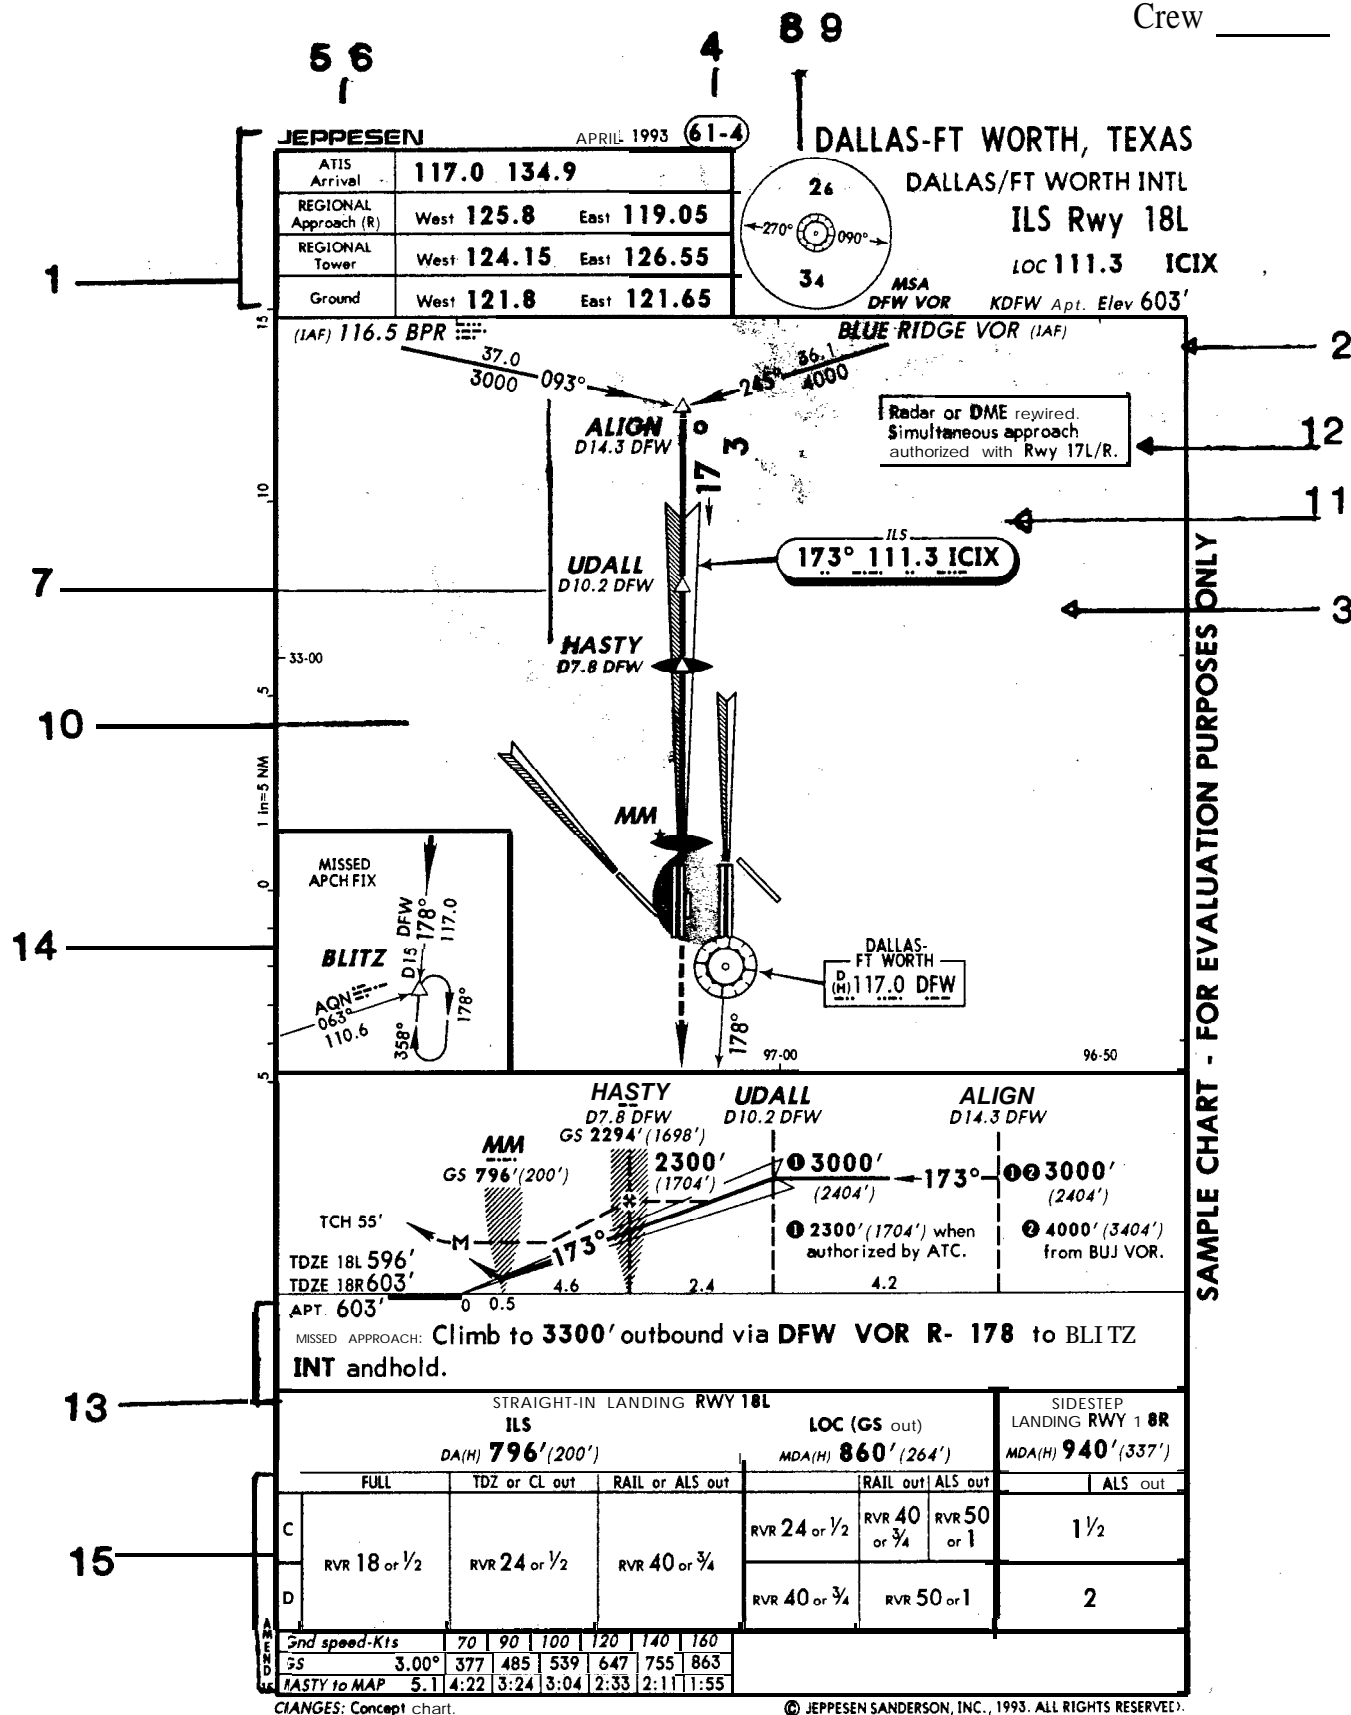 Crew
5 6
4
8 9
JEPPESEN APRIL 1993 61-4 DALLAS-FT WORTH, TEXAS
DALLAS/FT WORTH INTL
ILS Rwy 18L
LOC 111.3 ICIX
KDFW Apt. Elev 603'
ATIS Arrival 117.0 134.9
REGIONAL Approach (R) West 125.8 East 119.05
REGIONAL Tower West 124.15 East 126.55
Ground West 121.8 East 121.65
26
270° 090°
34
MSA
DFW VOR
1
15
(IAF) 116.5 BPR
BLUE RIDGE VOR (IAF)
2
37.0
3000 093°
36.1
245° 4000
ALIGN
D14.3 DFW
173°
Radar or DME rewired.
Simultaneous approach
authorized with Rwy 17L/R.
12
10
11
ILS
173° 111.3 ICIX
UDALL
D10.2 DFW
7
3
HASTY
D7.8 DFW
33-00
5
10
1 in=5 NM
MM
0
MISSED
APCH FIX
DFW
178°
117.0
D15
BLITZ
14
AQN
063°
110.6
358°
178°
DALLAS-
FT WORTH
D
(H) 117.0 DFW
178°
97-00
96-50
5
SAMPLE CHART - FOR EVALUATION PURPOSES ONLY
HASTY
D7.8 DFW
GS 2294'(1698')
UDALL
D10.2 DFW
ALIGN
D14.3 DFW
MM
GS 796'(200')
2300'
(1704')
1 3000'
(2404')
173°
1 2 3000'
(2404')
TCH 55'
M
173°
1 2300'(1704') when
authorized by ATC.
2 4000'(3404')
from BUJ VOR.
TDZE 18L 596'
TDZE 18R 603'
APT. 603'
0 0.5 4.6 2.4 4.2
MISSED APPROACH: Climb to 3300' outbound via DFW VOR R- 178 to BLITZ
INT andhold.
13
STRAIGHT-IN LANDING RWY 18L
ILS
DA(H) 796'(200')
LOC (GS out)
MDA(H) 860'(264')
SIDESTEP
LANDING RWY 1 8R
MDA(H) 940'(337')
FULL TDZ or CL out RAIL or ALS out RAIL out ALS out ALS out
C RVR 24 or ½ RVR 40 or ¾ RVR 50 or 1 1½
15
RVR 18 or ½ RVR 24 or ½ RVR 40 or ¾
D RVR 40 or ¾ RVR 50 or 1 2
AMEND
Gnd speed-Kts 70 90 100 120 140 160
GS 3.00° 377 485 539 647 755 863
HASTY to MAP 5.1 4:22 3:24 3:04 2:33 2:11 1:55
CHANGES: Concept chart.
© JEPPESEN SANDERSON, INC., 1993. ALL RIGHTS RESERVED.